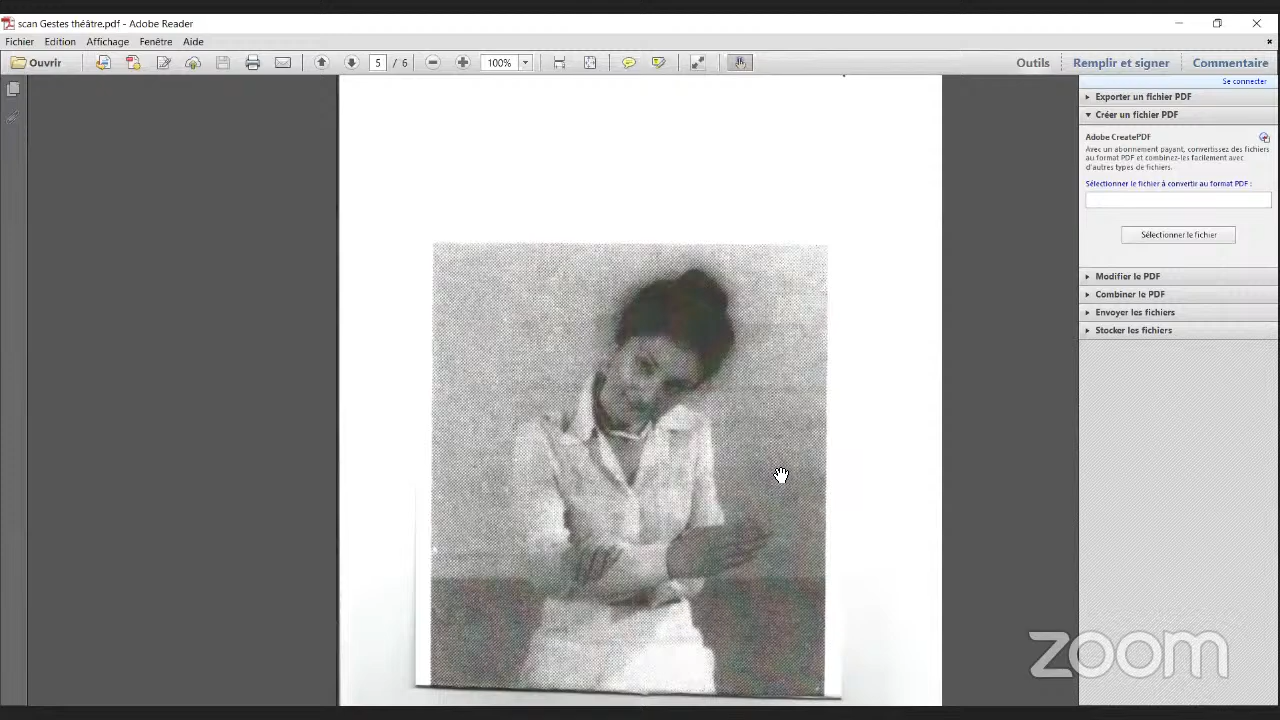 scan Gestes théâtre.pdf - Adobe Reader
Fichier Edition Affichage Fenêtre Aide
Ouvrir 5 / 6 100% Outils Remplir et signer Commentaire
Se connecter
Exporter un fichier PDF
Créer un fichier PDF
Adobe CreatePDF
Avec un abonnement payant, convertissez des fichiers
au format PDF et combinez-les facilement avec
d'autres types de fichiers.
Sélectionner le fichier à convertir au format PDF :
Sélectionner le fichier
Modifier le PDF
Combiner le PDF
Envoyer les fichiers
Stocker les fichiers
zoom